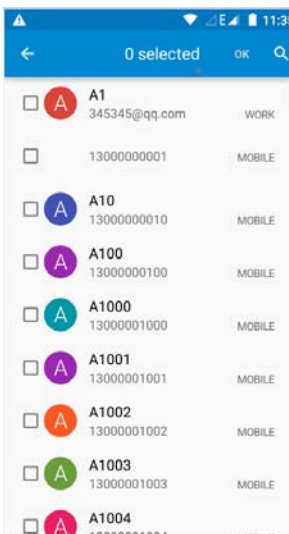 E 11:35
0 selected OK
A A1
345345@qq.com WORK
13000000001 MOBILE
A A10
13000000010 MOBILE
A A100
13000000100 MOBILE
A A1000
13000001000 MOBILE
A A1001
13000001001 MOBILE
A A1002
13000001002 MOBILE
A A1003
13000001003 MOBILE
A A1004